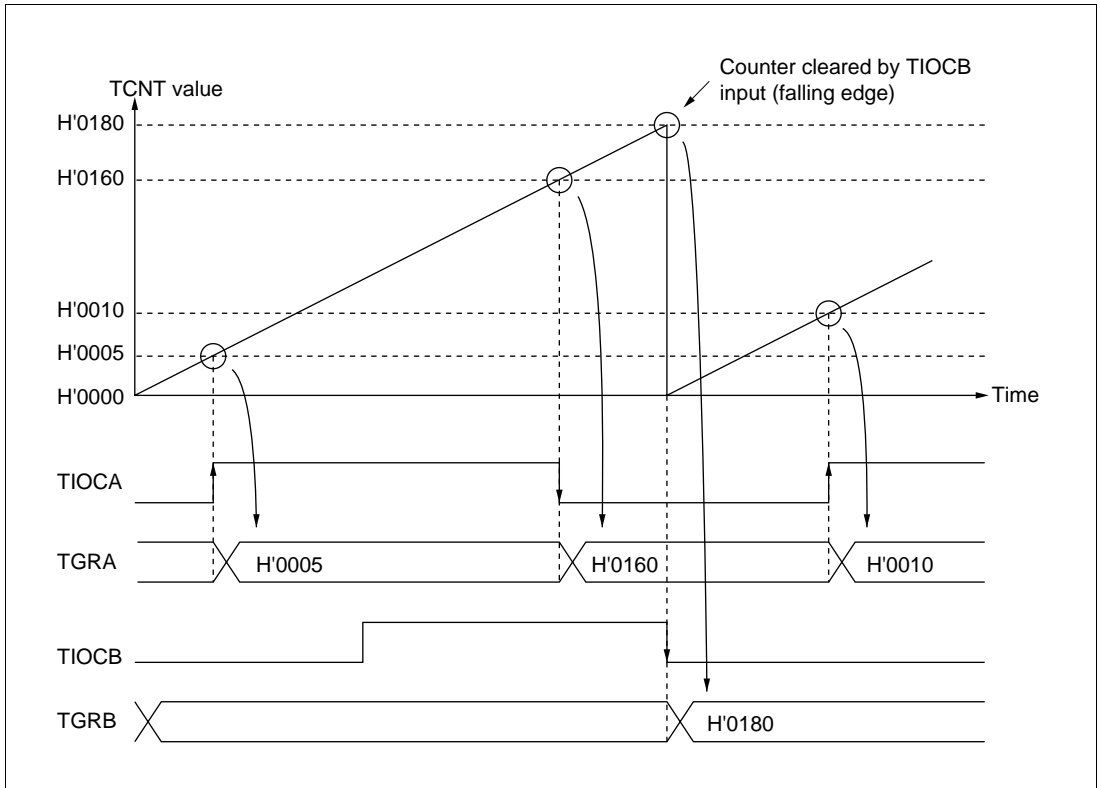 Counter cleared by TIOCB
input (falling edge)
TCNT value
H'0180
H'0160
H'0010
H'0005
H'0000
Time
TIOCA
TGRA
H'0005
H'0160
H'0010
TIOCB
TGRB
H'0180